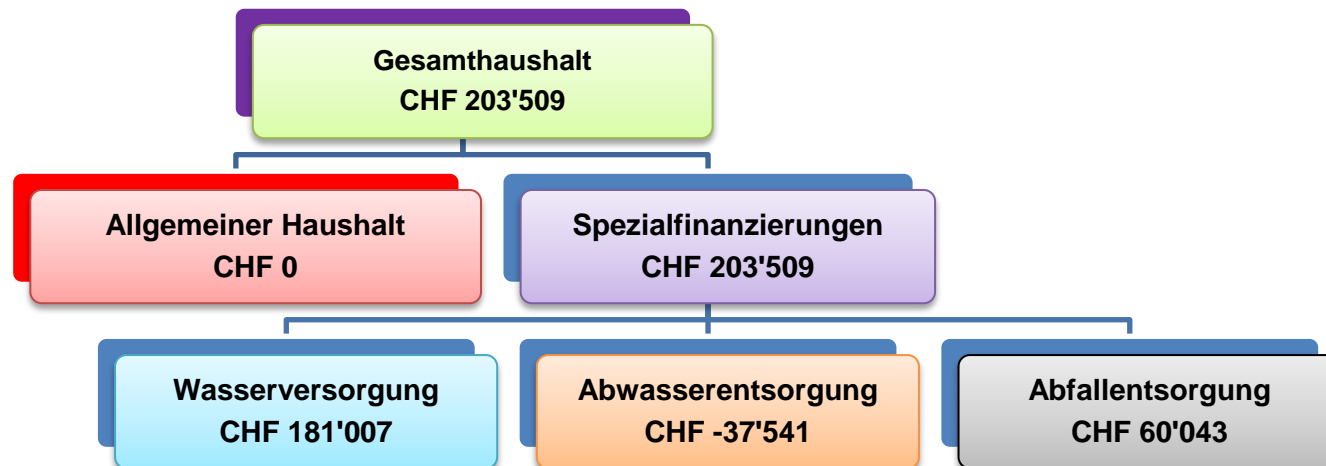 Gesamthaushalt
CHF 203'509
Allgemeiner Haushalt
CHF 0
Spezialfinanzierungen
CHF 203'509
Wasserversorgung
CHF 181'007
Abwasserentsorgung
CHF -37'541
Abfallentsorgung
CHF 60'043